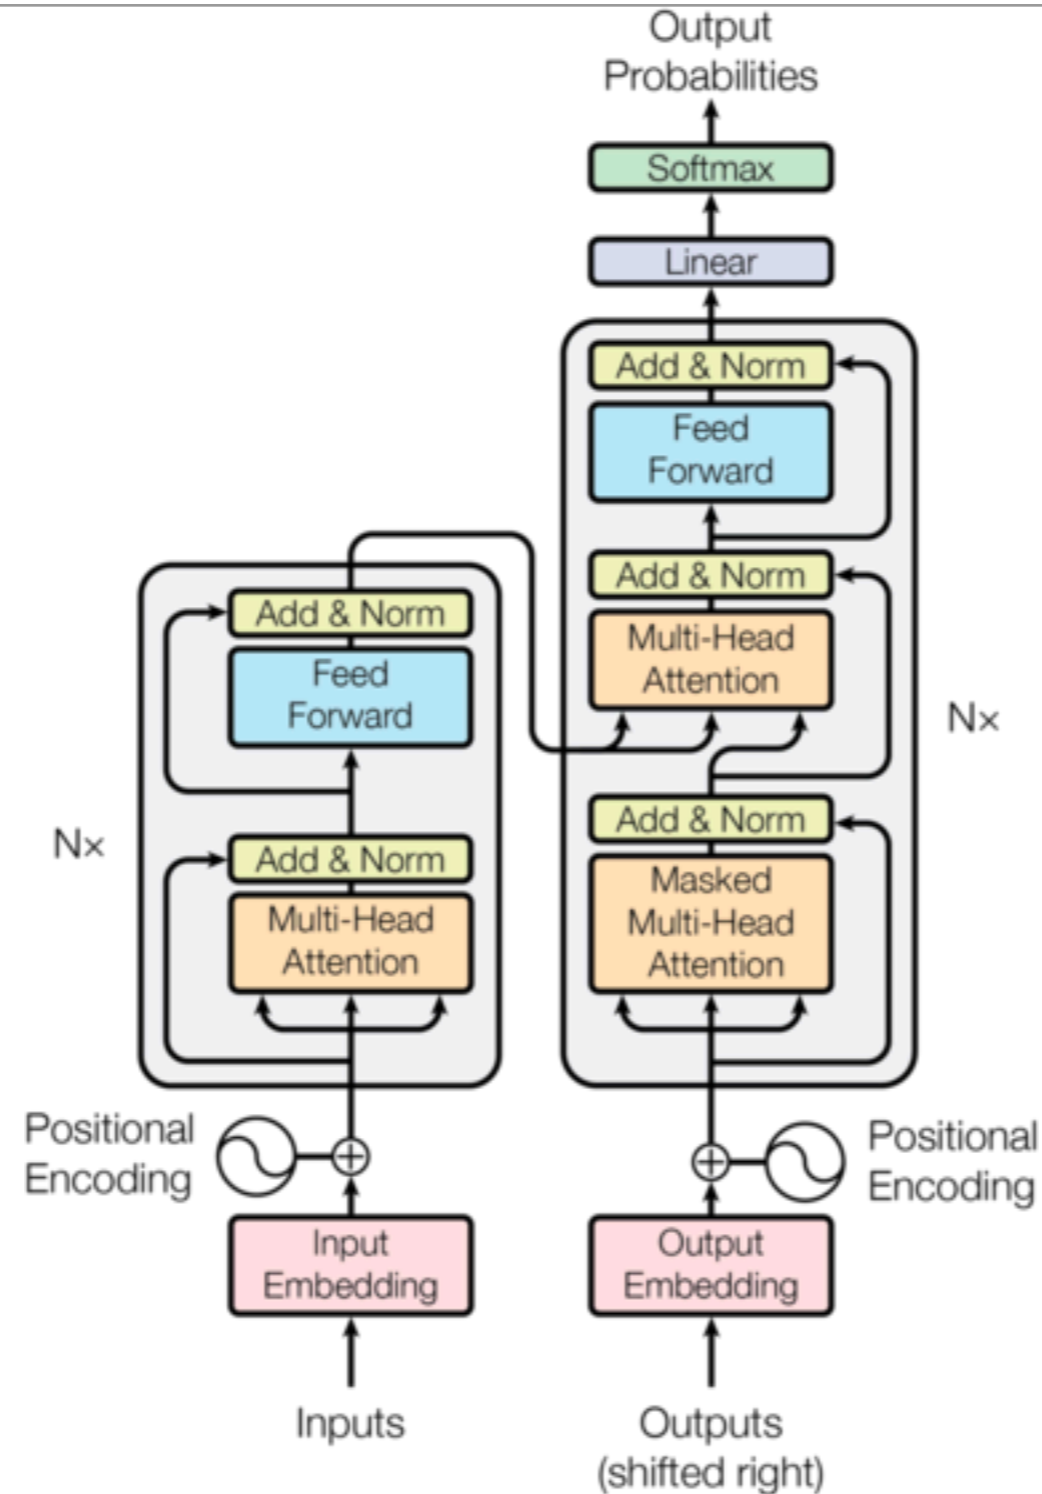 Output
Probabilities
Softmax
Linear
Add & Norm
Feed
Forward
Add & Norm
Multi-Head
Attention
Nx
Add & Norm
Masked
Multi-Head
Attention
Add & Norm
Feed
Forward
Nx
Add & Norm
Multi-Head
Attention
Positional
Encoding
Positional
Encoding
Input
Embedding
Output
Embedding
Inputs
Outputs
(shifted right)